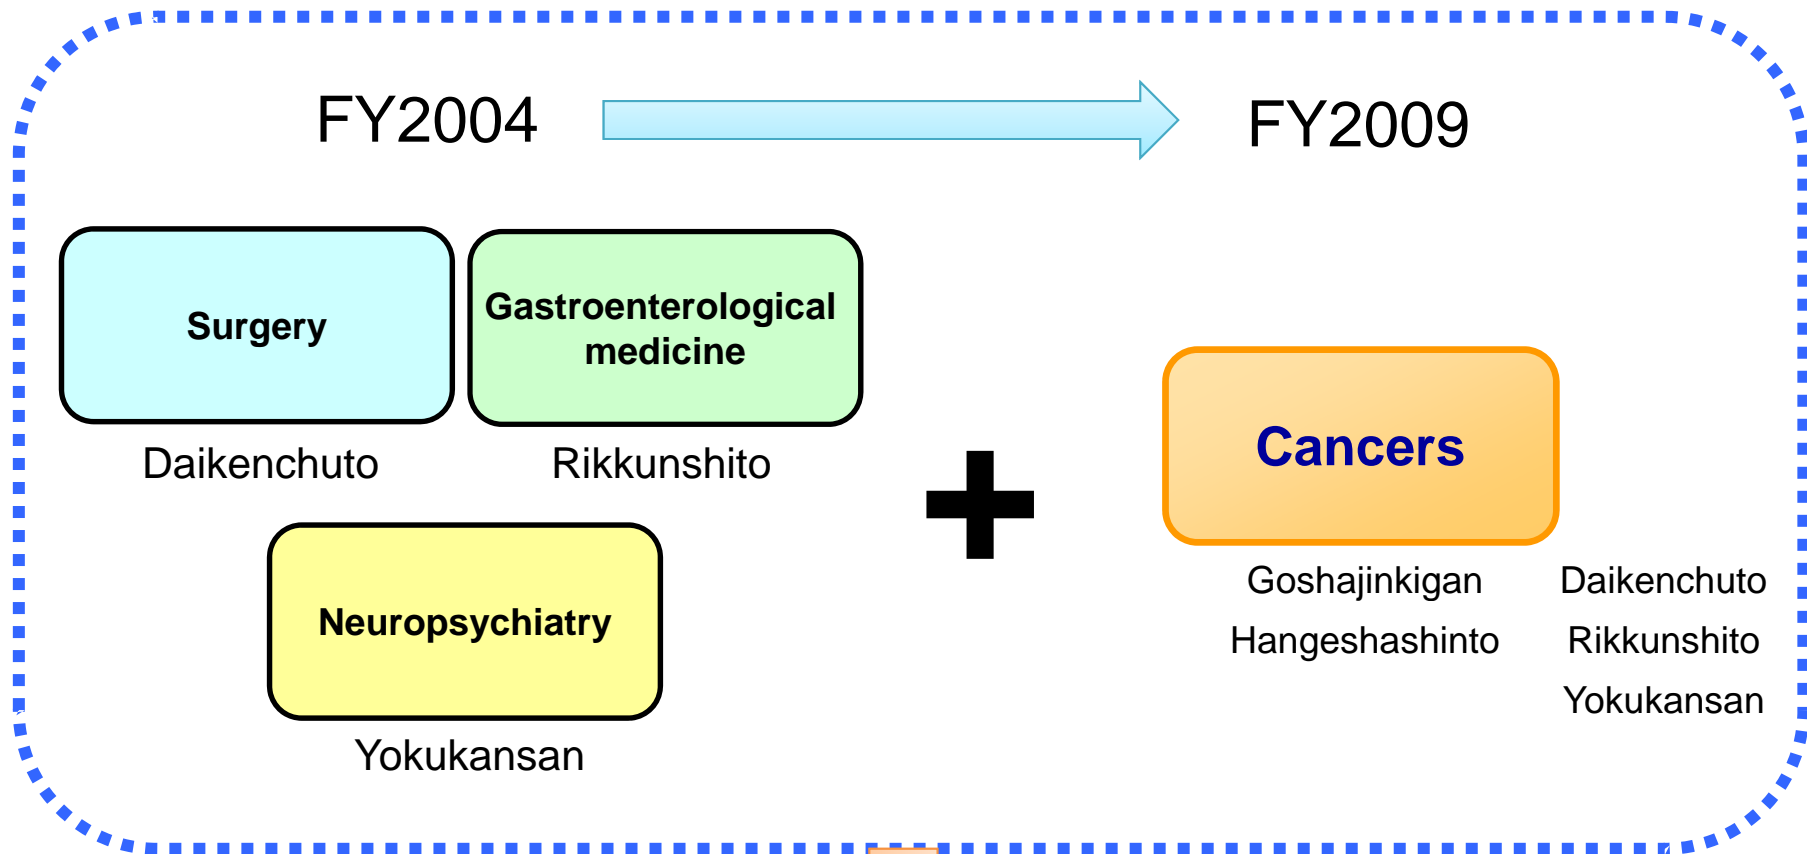 FY2004
FY2009
Surgery
Gastroenterological
medicine
Daikenchuto
Rikkunshito
Neuropsychiatry
Yokukansan
+
Cancers
Goshajinkigan
Daikenchuto
Hangeshashinto
Rikkunshito
Yokukansan